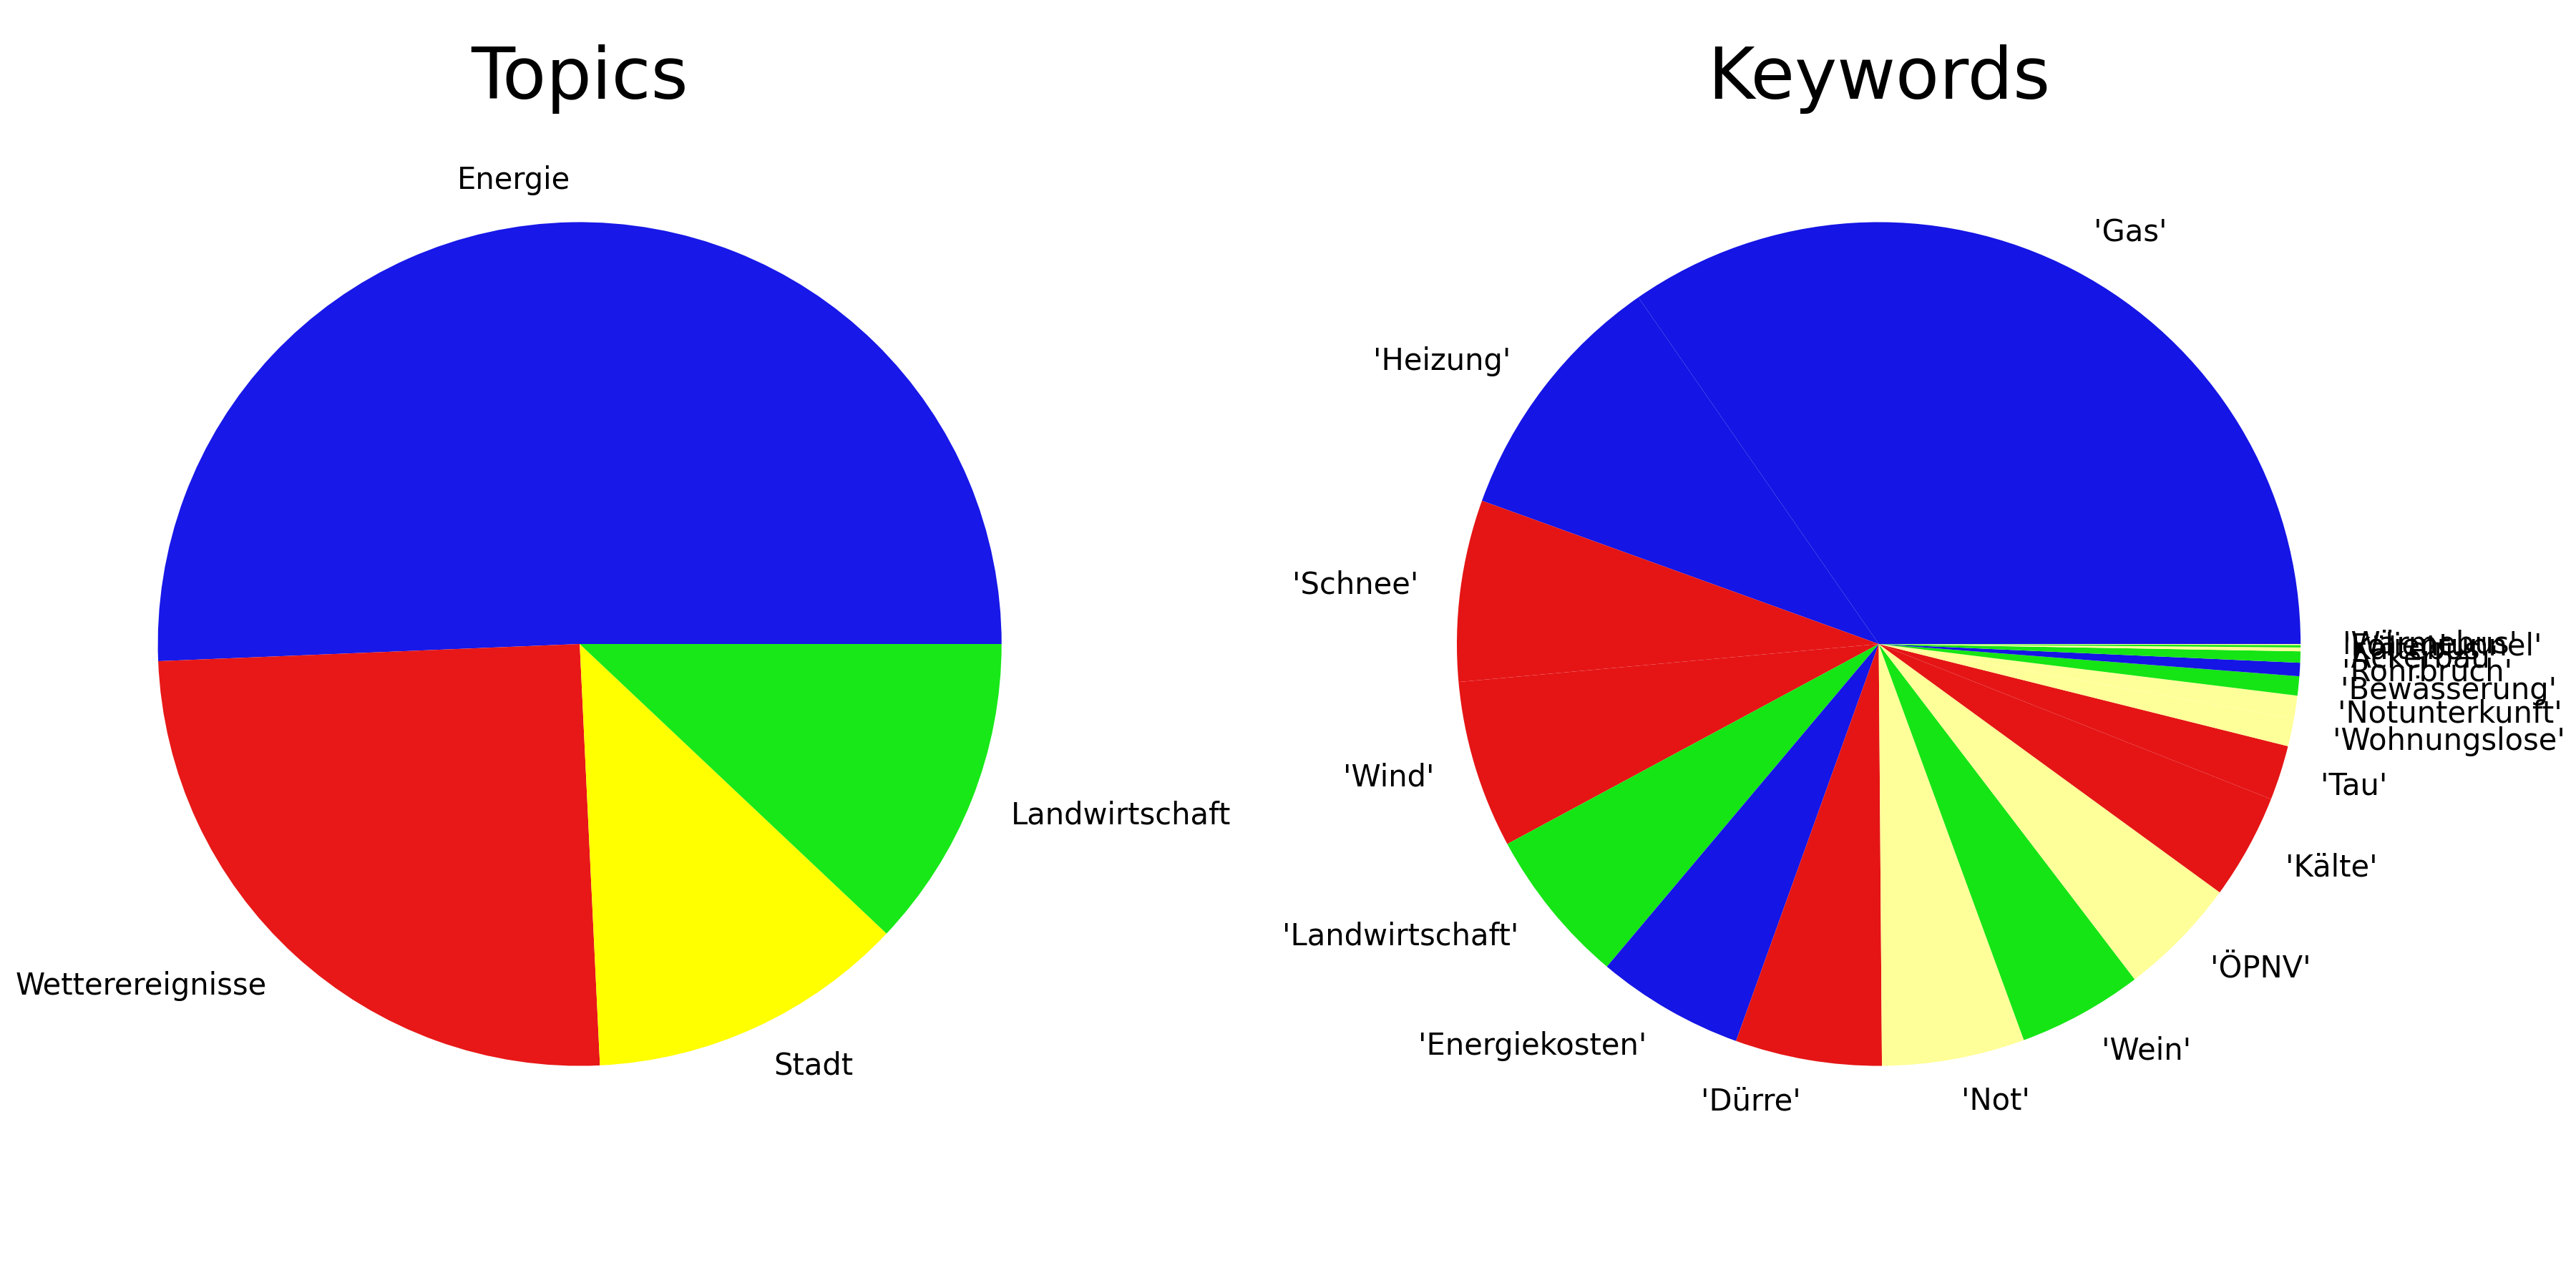 Topics
Energie
Wetterereignisse
Stadt
Landwirtschaft
Keywords
'Gas'
'Heizung'
'Schnee'
'Wind'
'Landwirtschaft'
'Energiekosten'
'Dürre'
'Not'
'Wein'
'ÖPNV'
'Kälte'
'Tau'
'Wohnungslose'
'Notunterkunft'
'Bewässerung'
'Rohrbruch'
'Ackerbau'